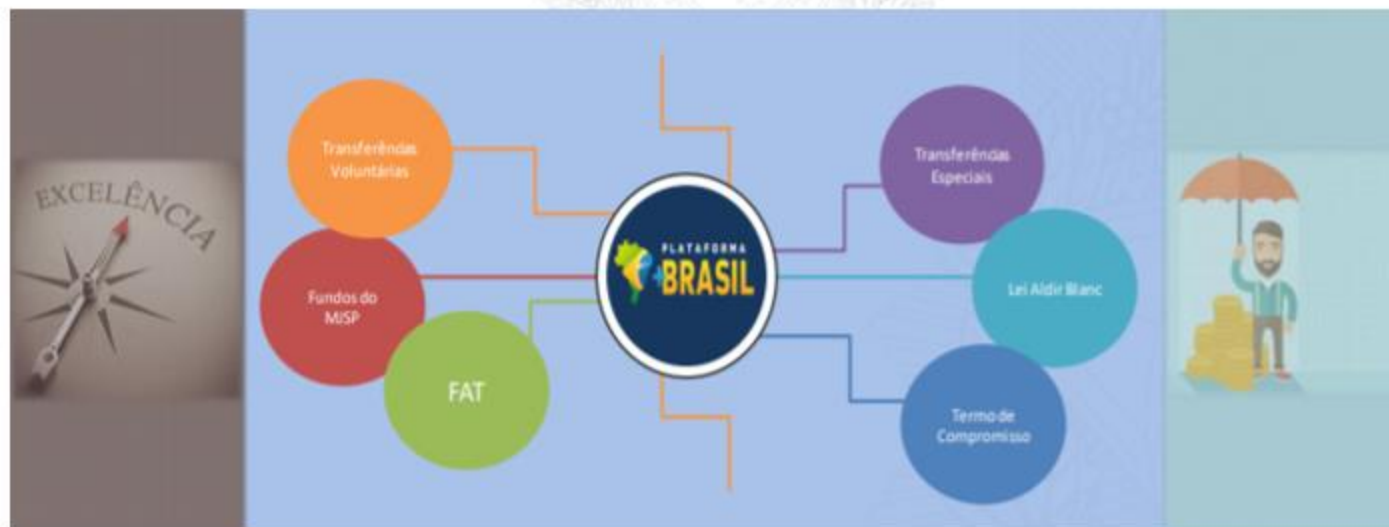 EXCELÊNCIA
Transferências
Voluntárias
Fundos do
MJSP
FAT
PLATAFORMA
+BRASIL
Transferências
Especiais
Lei Aldir Blanc
Termo de
Compromisso